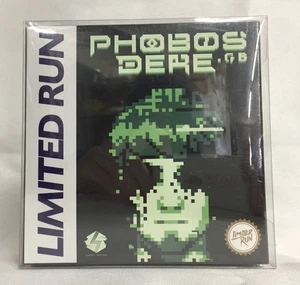 LIMITED RUN
PHOBOS'
DERE .GB
LIMITED
RUN